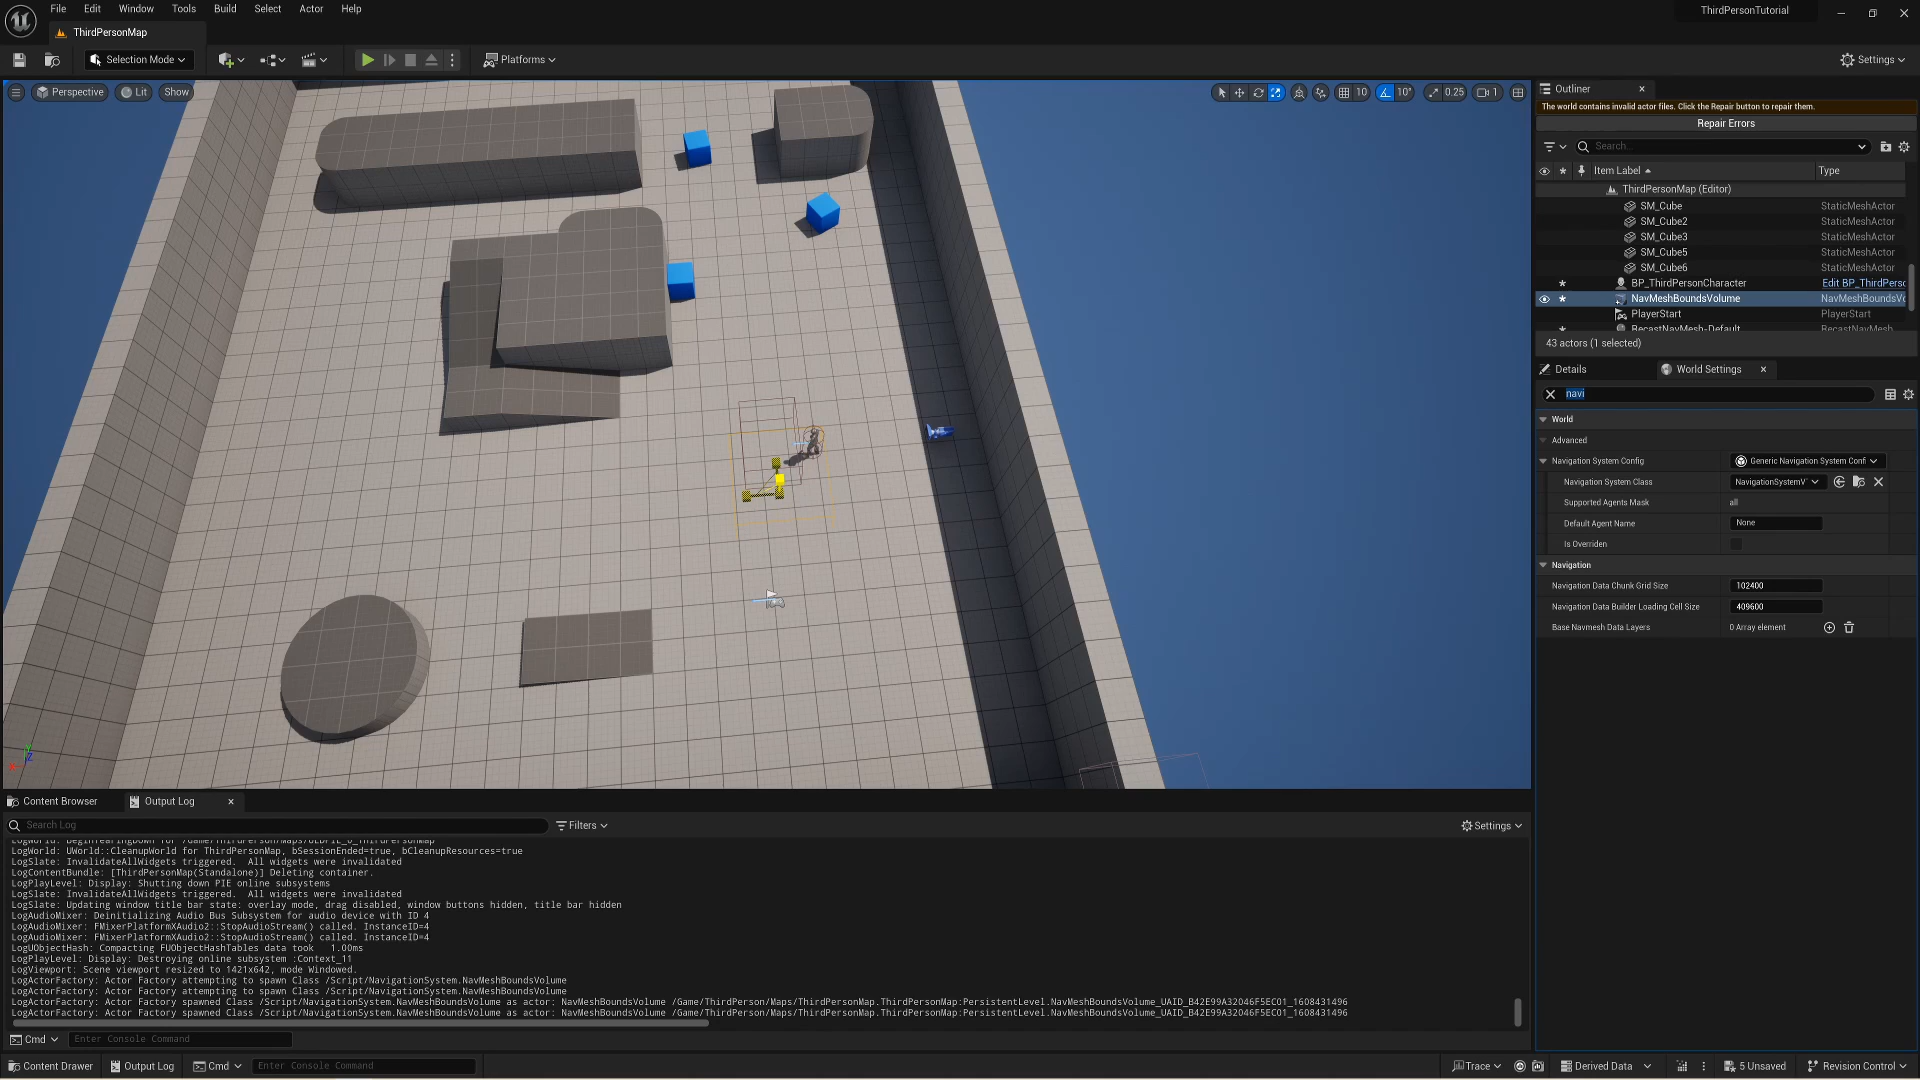 File Edit Window Tools Build Select Actor Help
ThirdPersonTutorial
ThirdPersonMap
Selection Mode
Platforms
Settings
Perspective Lit Show
10 10° 0.25 1
Outliner
The world contains invalid actor files. Click the Repair button to repair them.
Repair Errors
Search...
Item Label Type
ThirdPersonMap (Editor)
SM_Cube StaticMeshActor
SM_Cube2 StaticMeshActor
SM_Cube3 StaticMeshActor
SM_Cube5 StaticMeshActor
SM_Cube6 StaticMeshActor
BP_ThirdPersonCharacter Edit BP_ThirdPerso
NavMeshBoundsVolume NavMeshBoundsVo
PlayerStart PlayerStart
RecastNavMesh-Default RecastNavMesh
43 actors (1 selected)
Details World Settings
navi
World
Advanced
Navigation System Config Generic Navigation System Confi
Navigation System Class NavigationSystemV
Supported Agents Mask all
Default Agent Name None
Is Overriden
Navigation
Navigation Data Chunk Grid Size 102400
Navigation Data Builder Loading Cell Size 409600
Base Navmesh Data Layers 0 Array element
Content Browser Output Log
Search Log Filters Settings
LogWorld: UWorld::CleanupWorld for ThirdPersonMap, bSessionEnded=true, bCleanupResources=true
LogSlate: InvalidateAllWidgets triggered. All widgets were invalidated
LogContentBundle: [ThirdPersonMap(Standalone)] Deleting container.
LogPlayLevel: Display: Shutting down PIE online subsystems
LogSlate: InvalidateAllWidgets triggered. All widgets were invalidated
LogSlate: Updating window title bar state: overlay mode, drag disabled, window buttons hidden, title bar hidden
LogAudioMixer: Deinitializing Audio Bus Subsystem for audio device with ID 4
LogAudioMixer: FMixerPlatformXAudio2::StopAudioStream() called. InstanceID=4
LogAudioMixer: FMixerPlatformXAudio2::StopAudioStream() called. InstanceID=4
LogUObjectHash: Compacting FUObjectHashTables data took 1.00ms
LogPlayLevel: Display: Destroying online subsystem :Context_11
LogViewport: Scene viewport resized to 1421x642, mode Windowed.
LogActorFactory: Actor Factory attempting to spawn Class /Script/NavigationSystem.NavMeshBoundsVolume
LogActorFactory: Actor Factory attempting to spawn Class /Script/NavigationSystem.NavMeshBoundsVolume
LogActorFactory: Actor Factory spawned Class /Script/NavigationSystem.NavMeshBoundsVolume as actor: NavMeshBoundsVolume /Game/ThirdPerson/Maps/ThirdPersonMap.ThirdPersonMap:PersistentLevel.NavMeshBoundsVolume_UAID_B42E99A32046F5EC01_1608431496
LogActorFactory: Actor Factory spawned Class /Script/NavigationSystem.NavMeshBoundsVolume as actor: NavMeshBoundsVolume /Game/ThirdPerson/Maps/ThirdPersonMap.ThirdPersonMap:PersistentLevel.NavMeshBoundsVolume_UAID_B42E99A32046F5EC01_1608431496
Cmd Enter Console Command
Content Drawer Output Log Cmd Enter Console Command Trace Derived Data 5 Unsaved Revision Control